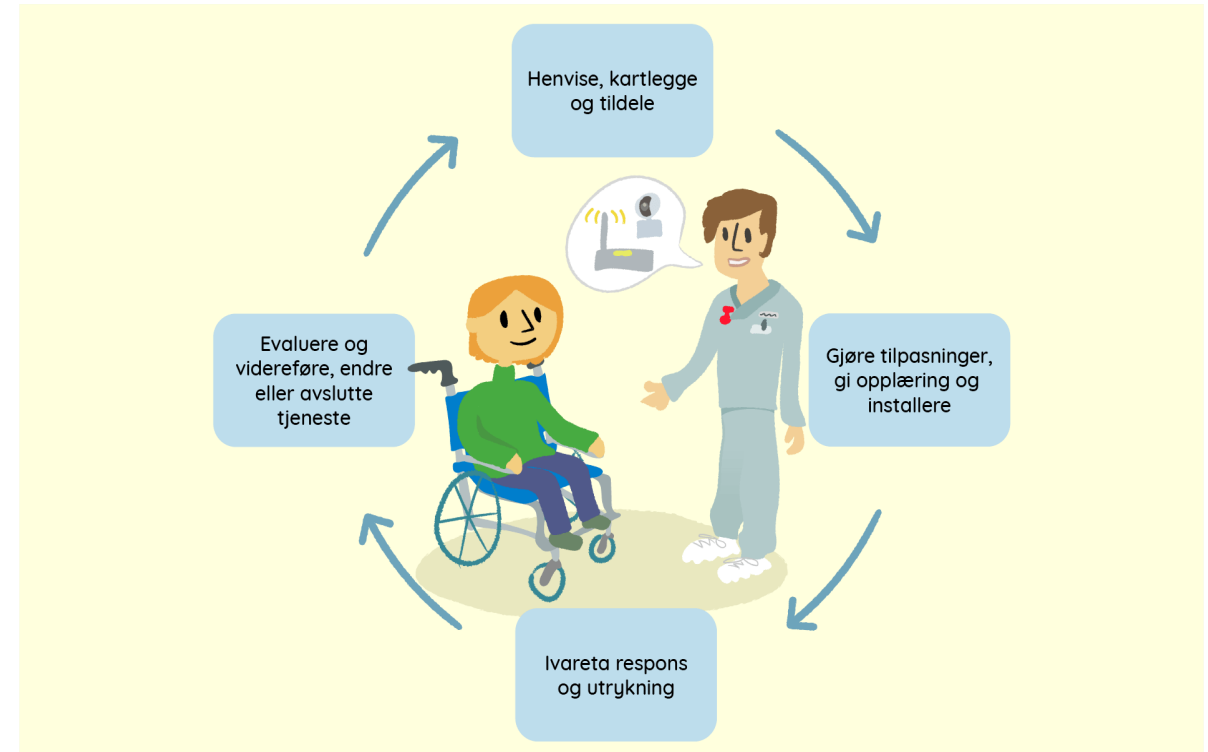 Henvise, kartlegge
og tildele
Gjøre tilpasninger,
gi opplæring og
installere
Ivareta respons
og utrykning
Evaluere og
videreføre, endre
eller avslutte
tjeneste